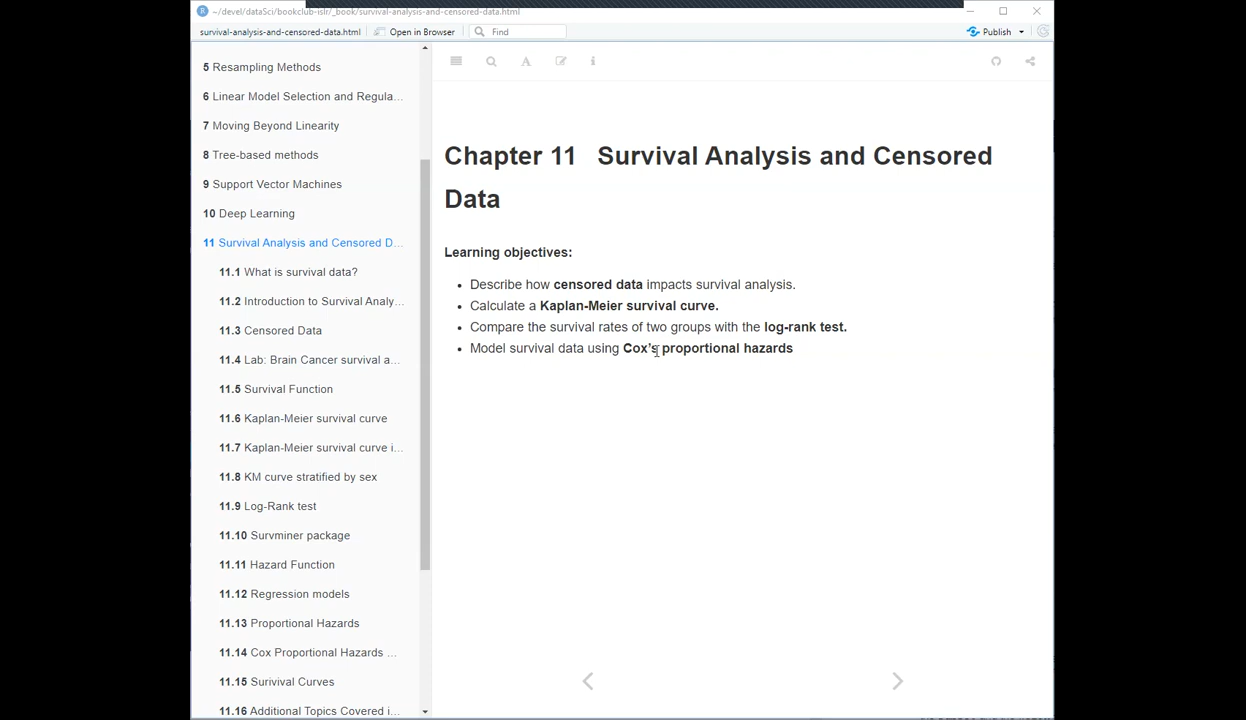 ~/devel/dataSci/bookclub-islr/_book/survival-analysis-and-censored-data.html
survival-analysis-and-censored-data.html
Open in Browser
Find
Publish
5 Resampling Methods
6 Linear Model Selection and Regula...
7 Moving Beyond Linearity
8 Tree-based methods
9 Support Vector Machines
10 Deep Learning
11 Survival Analysis and Censored D...
11.1 What is survival data?
11.2 Introduction to Survival Analy...
11.3 Censored Data
11.4 Lab: Brain Cancer survival a...
11.5 Survival Function
11.6 Kaplan-Meier survival curve
11.7 Kaplan-Meier survival curve i...
11.8 KM curve stratified by sex
11.9 Log-Rank test
11.10 Survminer package
11.11 Hazard Function
11.12 Regression models
11.13 Proportional Hazards
11.14 Cox Proportional Hazards ...
11.15 Surivival Curves
11.16 Additional Topics Covered i...
Chapter 11 Survival Analysis and Censored
Data
Learning objectives:
• Describe how censored data impacts survival analysis.
• Calculate a Kaplan-Meier survival curve.
• Compare the survival rates of two groups with the log-rank test.
• Model survival data using Cox's proportional hazards